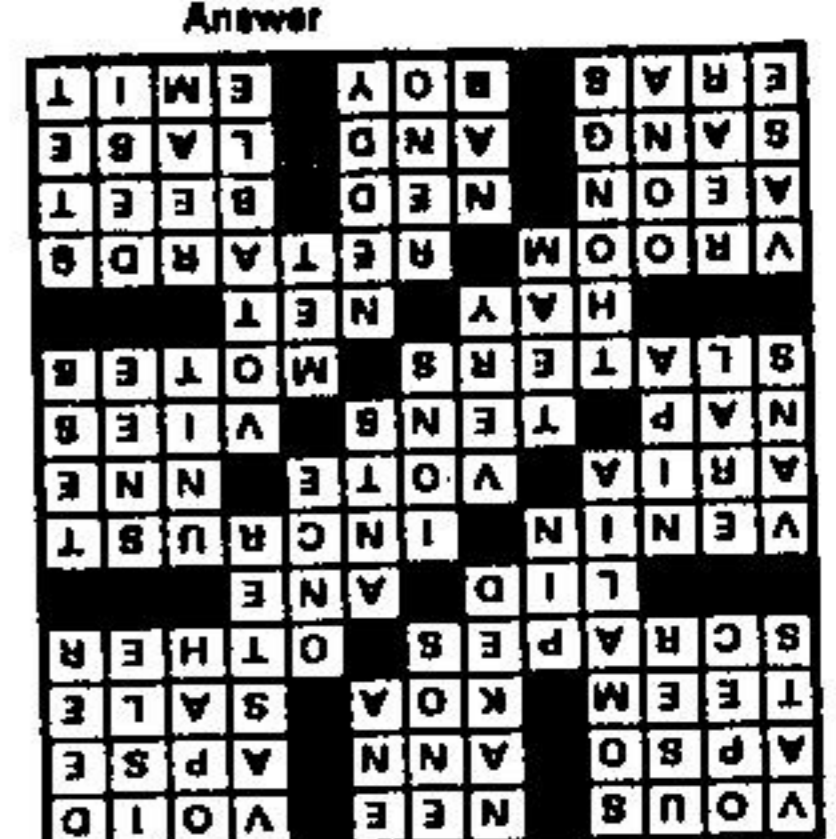 Answer
VOUS NEE VOID
APSO ANN APSE
TEEM KOA SALE
SCRAPES OTHER
LID ANE
VENIN INCRUST
ARIA VOTE NNE
NAP TENS VIES
SLATERS MOTES
HAY NET
VROOM RETARDS
AEON NED BEET
SANG AND LASE
ERAS BOY EMIT